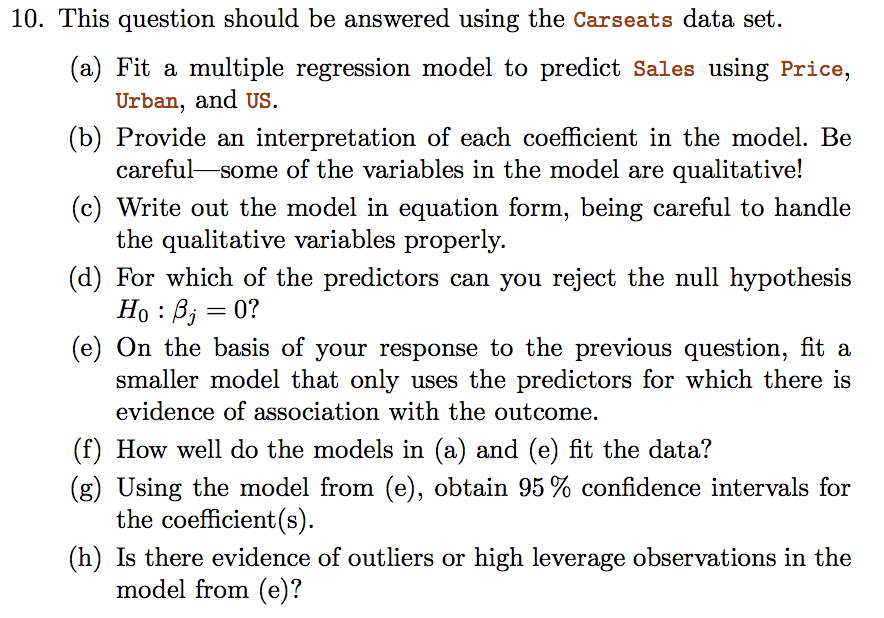 10. This question should be answered using the Carseats data set.
(a) Fit a multiple regression model to predict Sales using Price,
Urban, and US.
(b) Provide an interpretation of each coefficient in the model. Be
careful—some of the variables in the model are qualitative!
(c) Write out the model in equation form, being careful to handle
the qualitative variables properly.
(d) For which of the predictors can you reject the null hypothesis
H₀ : βⱼ = 0?
(e) On the basis of your response to the previous question, fit a
smaller model that only uses the predictors for which there is
evidence of association with the outcome.
(f) How well do the models in (a) and (e) fit the data?
(g) Using the model from (e), obtain 95 % confidence intervals for
the coefficient(s).
(h) Is there evidence of outliers or high leverage observations in the
model from (e)?